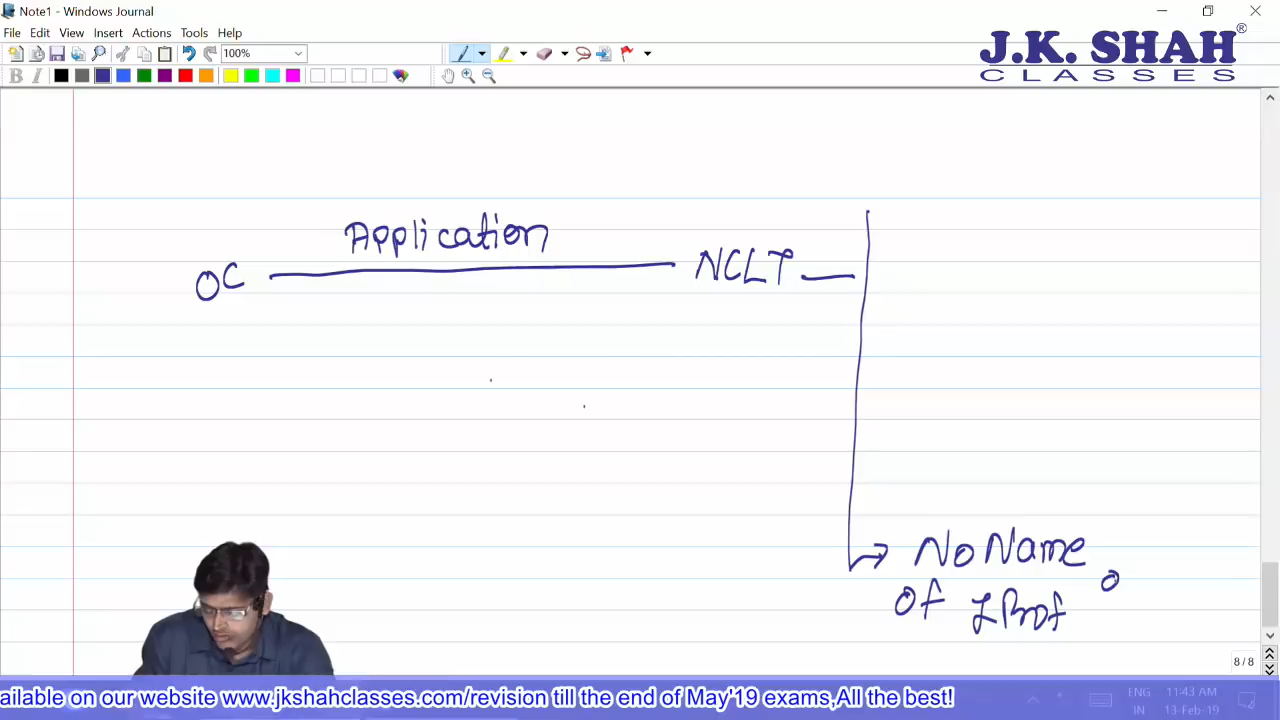 Note1 - Windows Journal
File Edit View Insert Actions Tools Help
100%
J.K. SHAH®
CLASSES
B I
Application
OC NCLT
No Name
Of IProf O
8 / 8
ailable on our website www.jkshahclasses.com/revision till the end of May'19 exams,All the best!
ENG
IN
11:43 AM
13-Feb-19